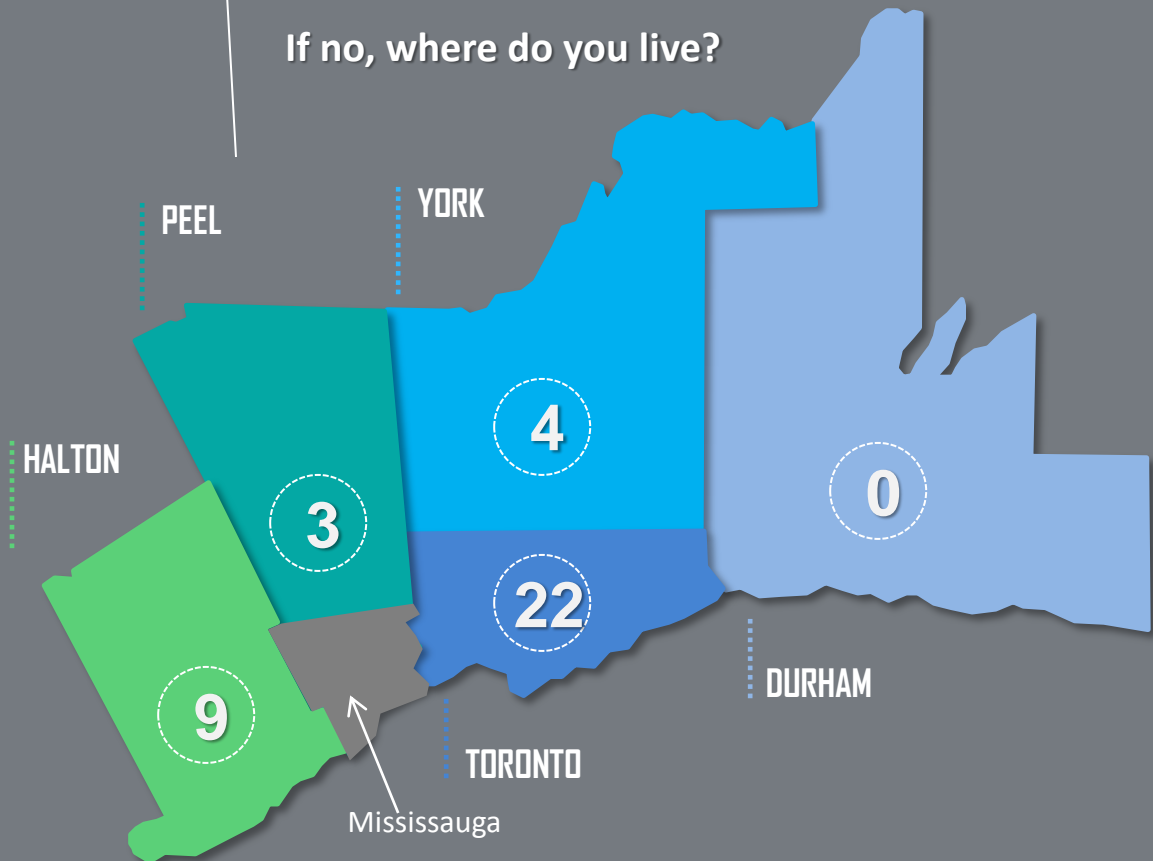 If no, where do you live?
PEEL
YORK
HALTON
4
0
3
22
9
DURHAM
TORONTO
Mississauga